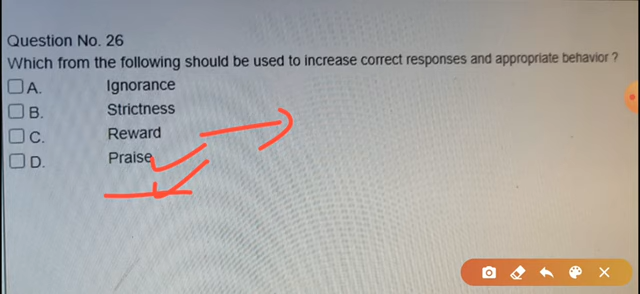 Question No. 26
Which from the following should be used to increase correct responses and appropriate behavior ?
A. Ignorance
B. Strictness
C. Reward
D. Praise